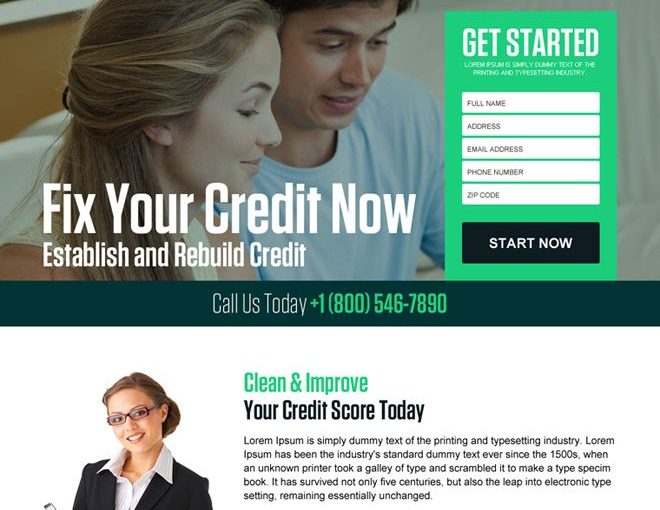 GET STARTED
LOREM IPSUM IS SIMPLY DUMMY TEXT OF THE
PRINTING AND TYPESETTING INDUSTRY.
FULL NAME
ADDRESS
EMAIL ADDRESS
PHONE NUMBER
ZIP CODE
START NOW
Fix Your Credit Now
Establish and Rebuild Credit
Call Us Today +1 (800) 546-7890
Clean & Improve
Your Credit Score Today
Lorem Ipsum is simply dummy text of the printing and typesetting industry. Lorem
Ipsum has been the industry's standard dummy text ever since the 1500s, when
an unknown printer took a galley of type and scrambled it to make a type specim
book. It has survived not only five centuries, but also the leap into electronic type
setting, remaining essentially unchanged.